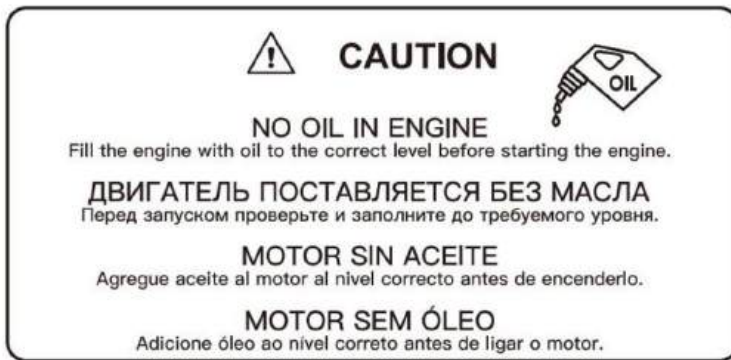 CAUTION
OIL
NO OIL IN ENGINE
Fill the engine with oil to the correct level before starting the engine.
ДВИГАТЕЛЬ ПОСТАВЛЯЕТСЯ БЕЗ МАСЛА
Перед запуском проверьте и заполните до требуемого уровня.
MOTOR SIN ACEITE
Agregue aceite al motor al nivel correcto antes de encenderlo.
MOTOR SEM ÓLEO
Adicione óleo ao nível correto antes de ligar o motor.